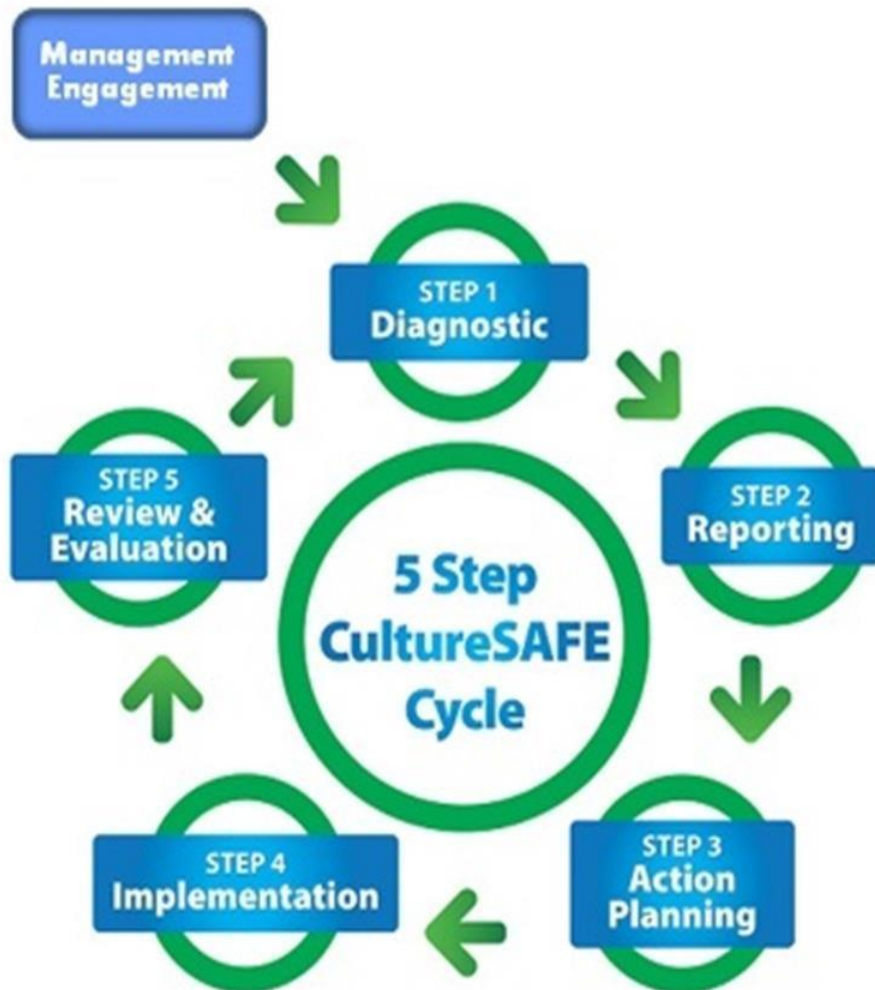 Management
Engagement
STEP 1
Diagnostic
STEP 2
Reporting
STEP 3
Action
Planning
STEP 4
Implementation
STEP 5
Review &
Evaluation
5 Step
CultureSAFE
Cycle